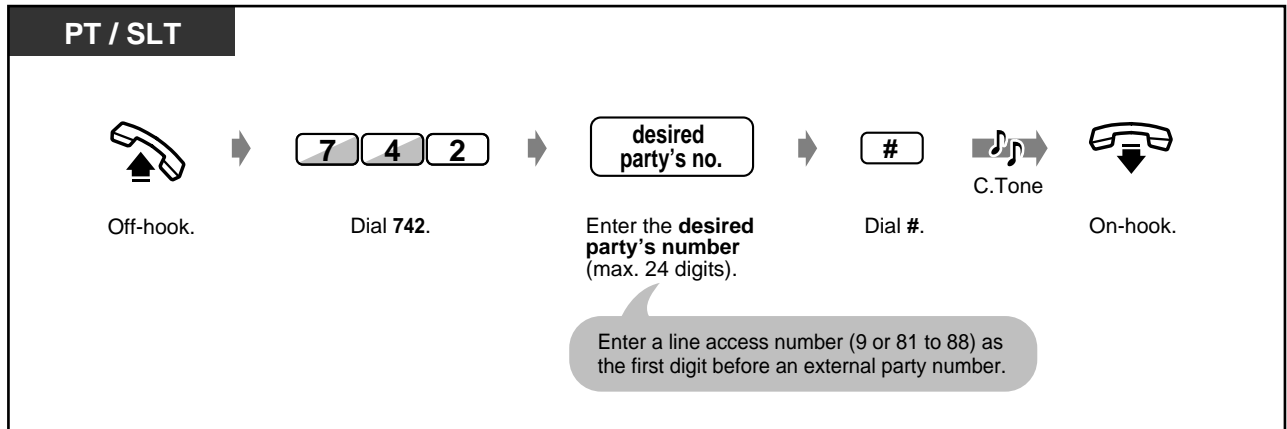 PT / SLT
7 4 2
desired
party's no.
#
C.Tone
Off-hook.
Dial 742.
Enter the desired
party's number
(max. 24 digits).
Dial #.
On-hook.
Enter a line access number (9 or 81 to 88) as
the first digit before an external party number.